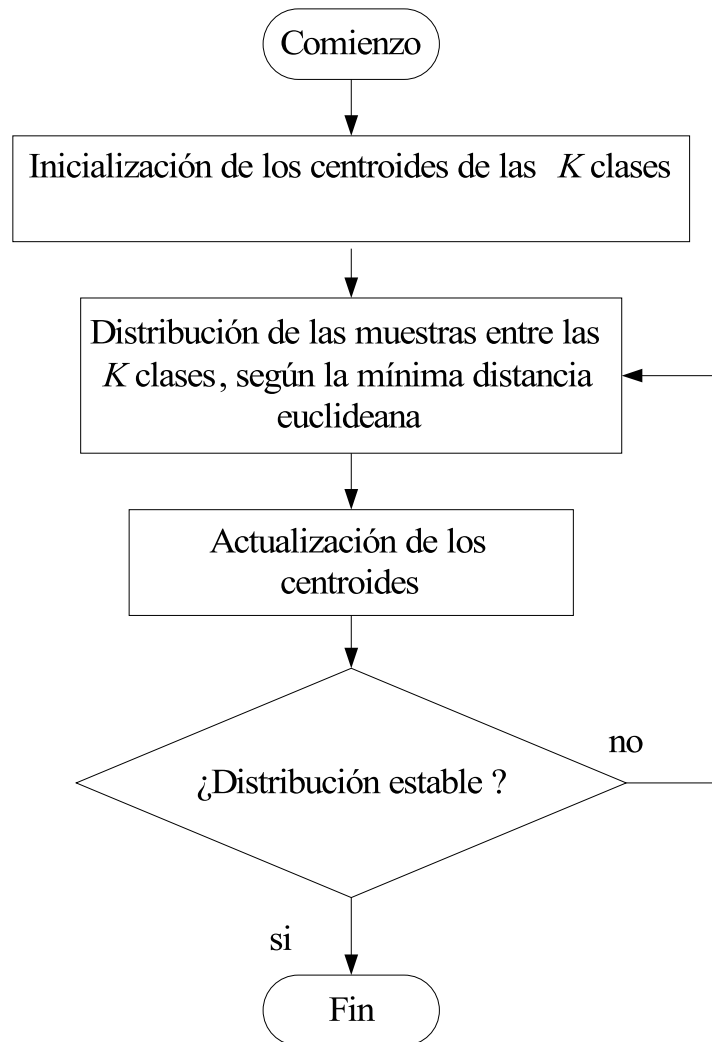 Comienzo
Inicialización de los centroides de las K clases
Distribución de las muestras entre las
K clases, según la mínima distancia
euclideana
Actualización de los
centroides
¿Distribución estable ?
no
si
Fin